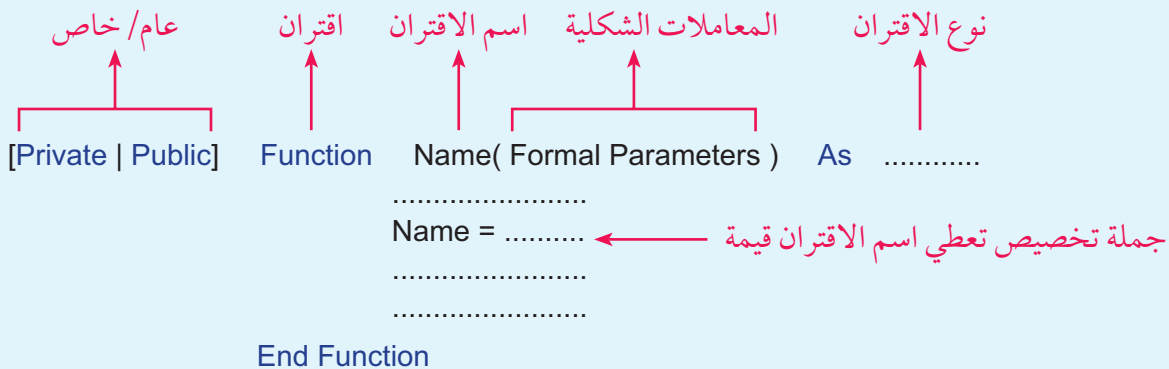 عام/ خاص اقتران اسم الاقتران المعاملات الشكلية نوع الاقتران
[Private | Public] Function Name( Formal Parameters ) As ............
........................
Name = ......... جملة تخصيص تعطي اسم الاقتران قيمة
........................
........................
End Function